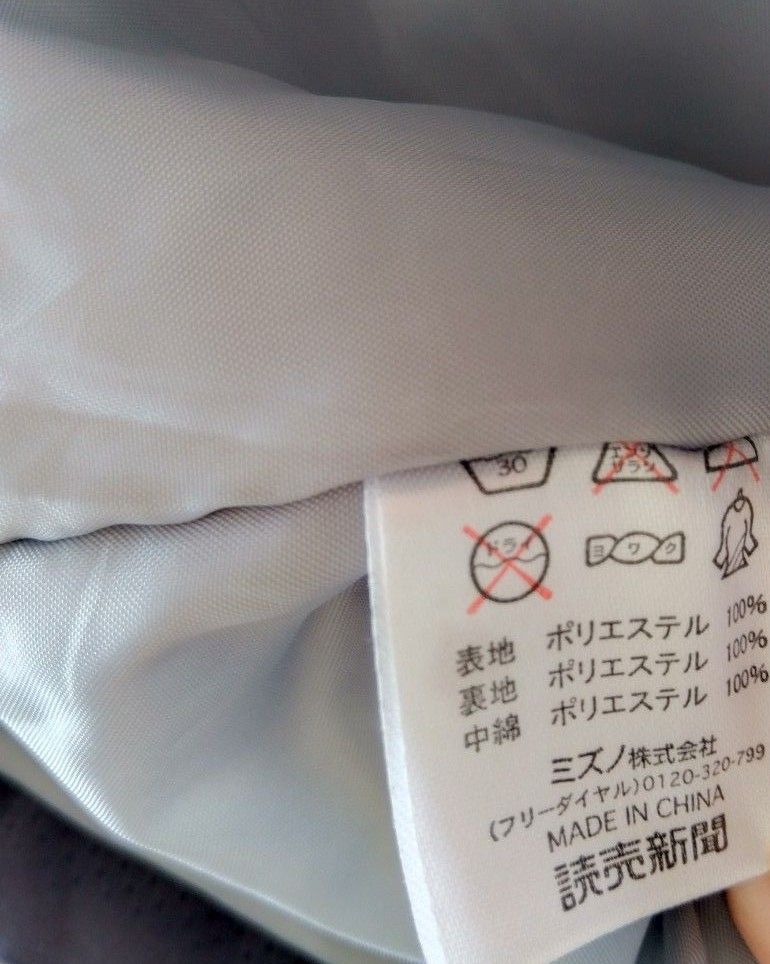 30 エンソ サラシ
ドライ ヨワク
表地 ポリエステル 100%
裏地 ポリエステル 100%
中綿 ポリエステル 100%
ミズノ株式会社
(フリーダイヤル)0120-320-799
MADE IN CHINA
読売新聞